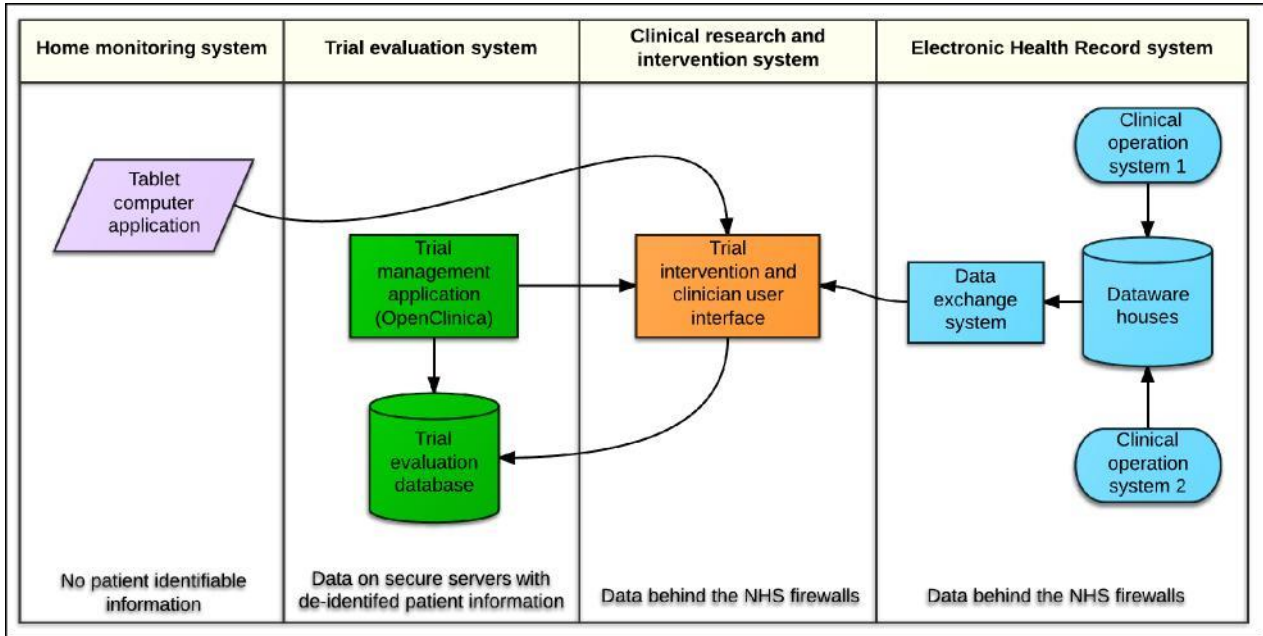 Home monitoring system
Trial evaluation system
Clinical research and
intervention system
Electronic Health Record system
Tablet
computer
application
Trial
management
application
(OpenClinica)
Trial
evaluation
database
Trial
intervention and
clinician user
interface
Data
exchange
system
Clinical
operation
system 1
Dataware
houses
Clinical
operation
system 2
No patient identifiable
information
Data on secure servers with
de-identifed patient information
Data behind the NHS firewalls
Data behind the NHS firewalls